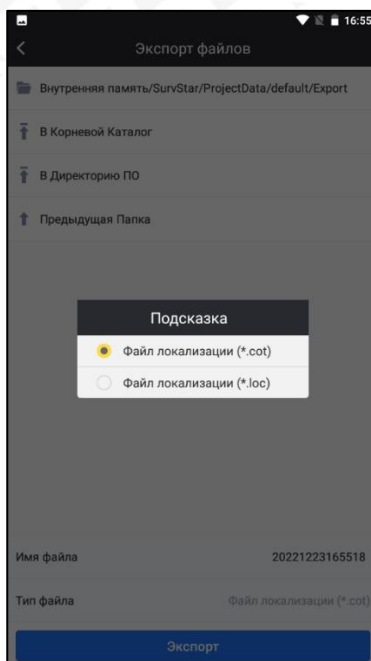 16:55
Экспорт файлов
Внутренняя память/SurvStar/ProjectData/default/Export
В Корневой Каталог
В Директорию ПО
Предыдущая Папка
Подсказка
Файл локализации (*.cot)
Файл локализации (*.loc)
Имя файла 20221223165518
Тип файла Файл локализации (*.cot)
Экспорт